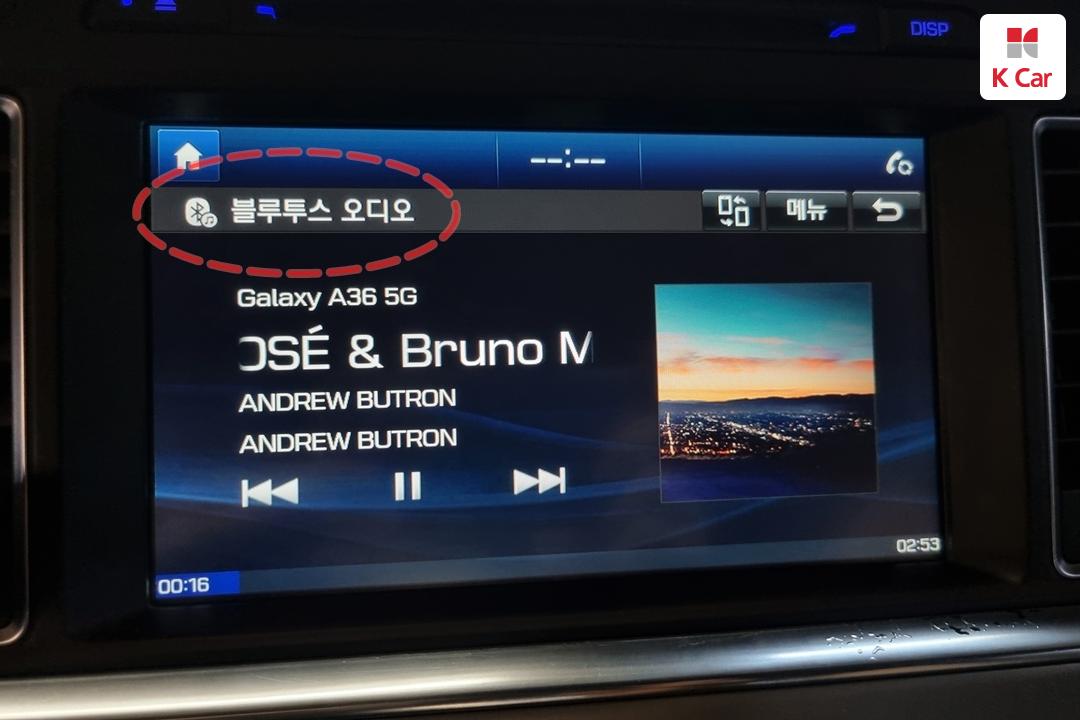 DISP
K Car
--:--
블루투스 오디오
메뉴
Galaxy A36 5G
OSÉ & Bruno M
ANDREW BUTRON
ANDREW BUTRON
02:53
00:16